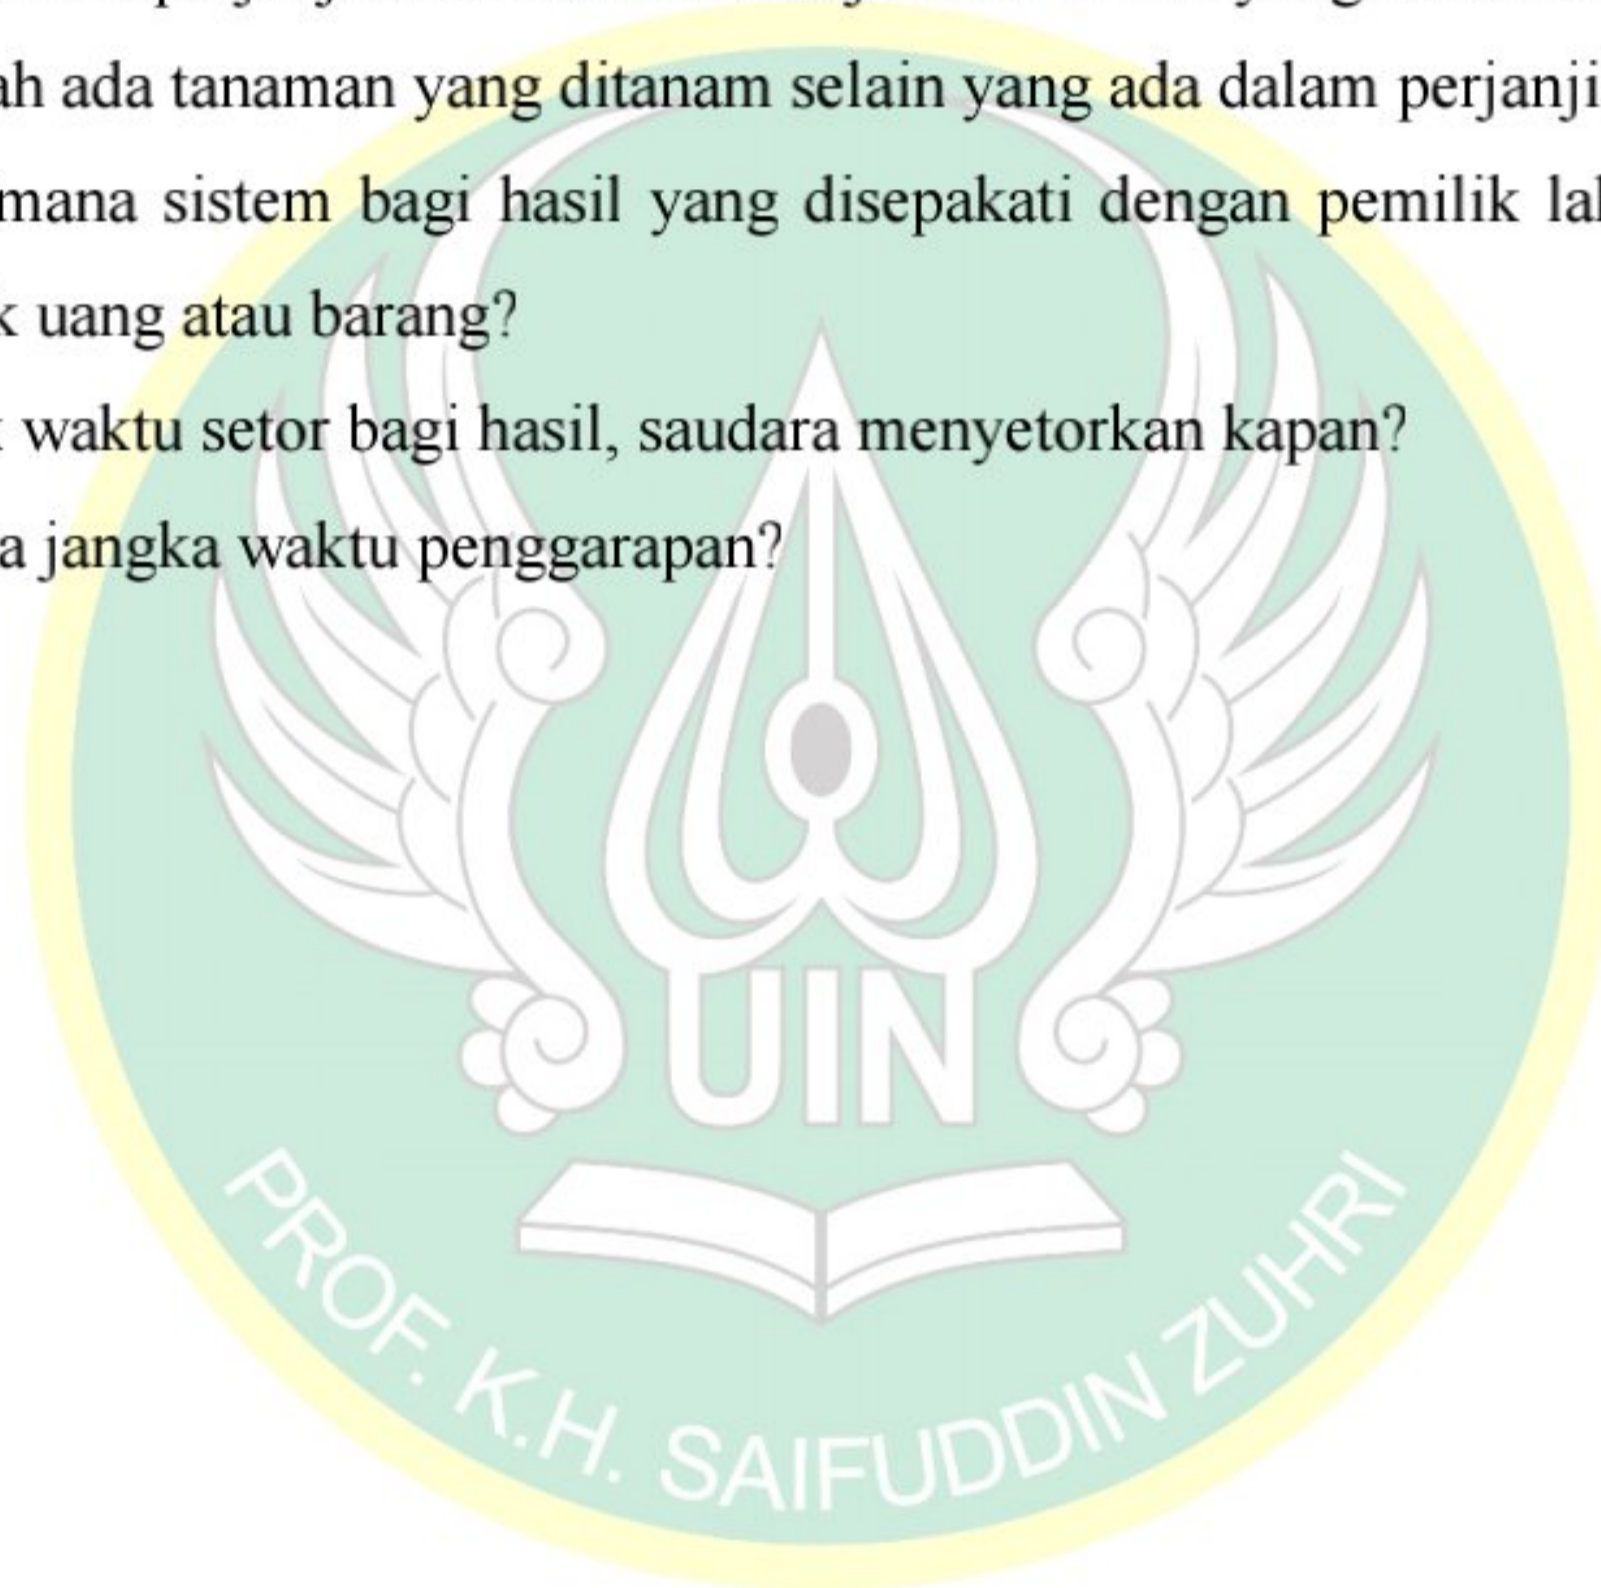 ah ada tanaman yang ditanam selain yang ada dalam perjanji
mana sistem bagi hasil yang disepakati dengan pemilik lah
k uang atau barang?
waktu setor bagi hasil, saudara menyetorkan kapan?
a jangka waktu penggarapan?
UIN
PROF. K.H. SAIFUDDIN ZUHRI